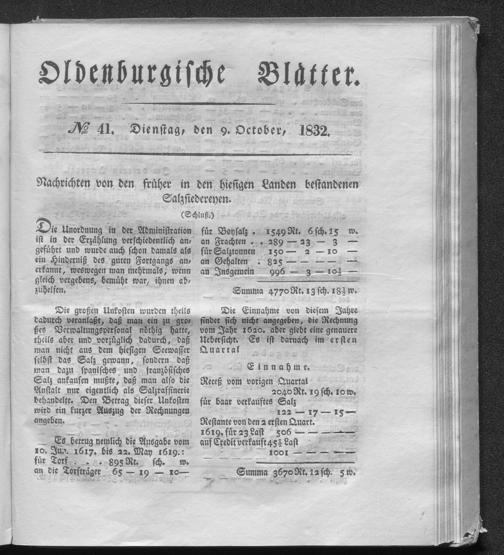 Oldenburgische Blätter.
№ 41. Dienstag, den 9. October, 1832.
Nachrichten von den früher in den hiesigen Landen bestandenen
Salzsiedereyen.
(Schluß.)
Die Unordnung in der Administration
ist in der Erzählung verschiedentlich an-
geführt und wurde auch schon damals als
ein Hinderniß des guten Fortgangs an-
erkannt, weswegen man mehrmals, wenn
gleich vergebens, bemüht war, ihnen ab-
zuhelfen.
Die großen Unkosten wurden theils
dadurch veranlaßt, daß man ein zu gro-
ßes Verwaltungspersonal nöthig hatte,
theils aber und vorzüglich dadurch, daß
man nicht aus dem hiesigen Seewasser
selbst das Salz gewann, sondern daß
man dazu spanisches und französisches
Salz ankaufen mußte, daß man also die
Anstalt nur eigentlich als Salzraffinerie
behandelte. Den Betrag dieser Unkosten
wird ein kurzer Auszug der Rechnungen
angeben.
Es betrug nemlich die Ausgabe vom
10. 1617. bis 22. May 1619.:
für Torf . . . 895 Rt. sch. w.
an die Torfträger 65 — 19 — 10—
für Boysalz . 1549 Rt. 6 sch. 15 w.
an Frachten . . 289 — 23 — 3 —
für Salztonnen 150 — 2 — 10 —
an Gehalten . 825 — — — —
an Insgemein 996 — 3 — 10½ —
Summa 4770 Rt. 13 sch. 18½ w.
Die Einnahme von diesem Jahre
findet sich nicht angegeben, die Rechnung
vom Jahr 1620. aber giebt eine genauere
Uebersicht. Es ist darnach im ersten
Quartal
Einnahme.
Receß vom vorigen Quartal
2040 Rt. 19 sch. 10 w.
für baar verkauftes Salz
122 — 17 — 15—
Restante von den 2 ersten Quart.
1619, für 23 Last 506 — — — —
auf Credit verkauft 45½ Last
1001 — — — —
Summa 3670 Rt. 12 sch. 5 w.